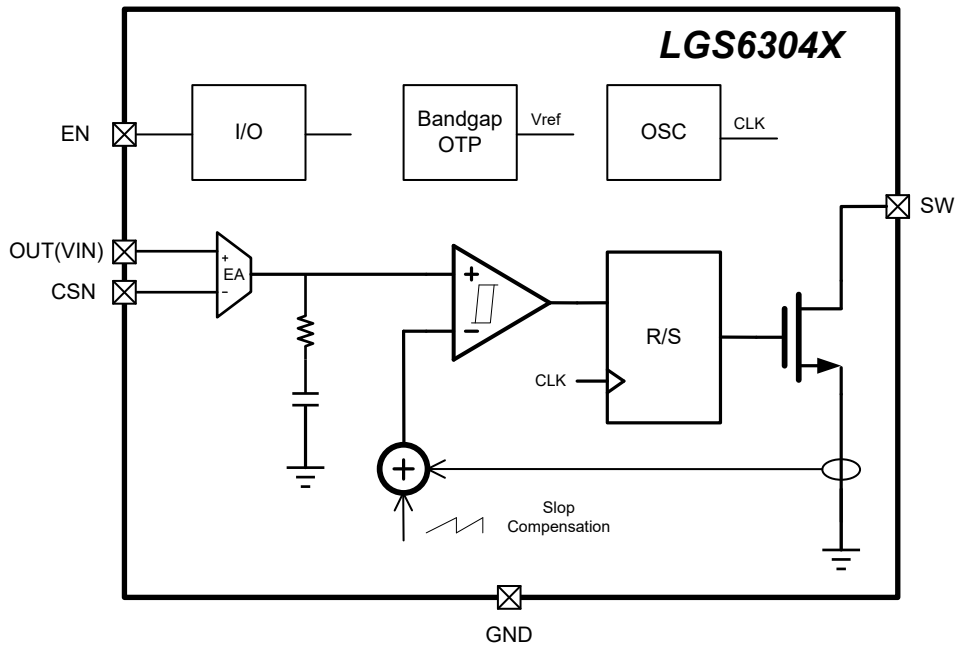 LGS6304X
EN
I/O
Bandgap
OTP
Vref
OSC
CLK
SW
OUT(VIN)
CSN
+
EA
−
+
−
R/S
CLK
+
Slop
Compensation
GND